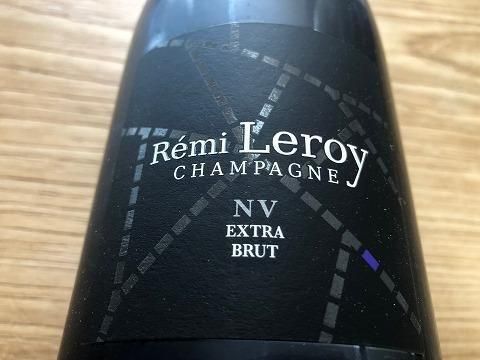 Rémi Leroy
CHAMPAGNE
NV
EXTRA
BRUT